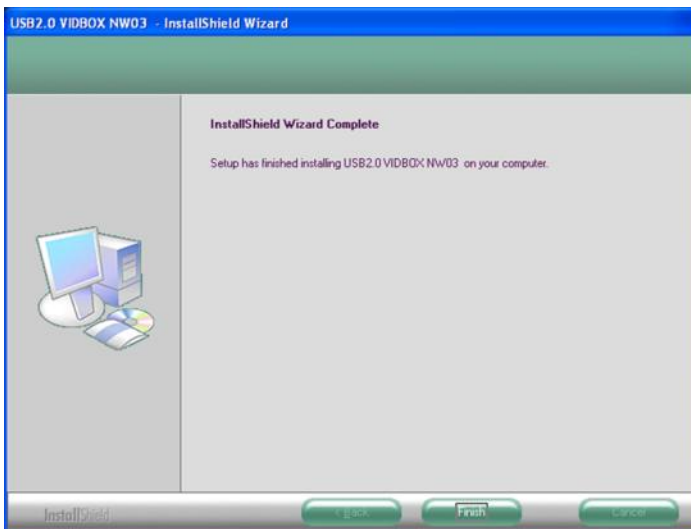 USB2.0 VIDBOX NW03 - InstallShield Wizard
InstallShield Wizard Complete
Setup has finished installing USB2.0 VIDBOX NW03 on your computer.
InstallShield
< Back
Finish
Cancel